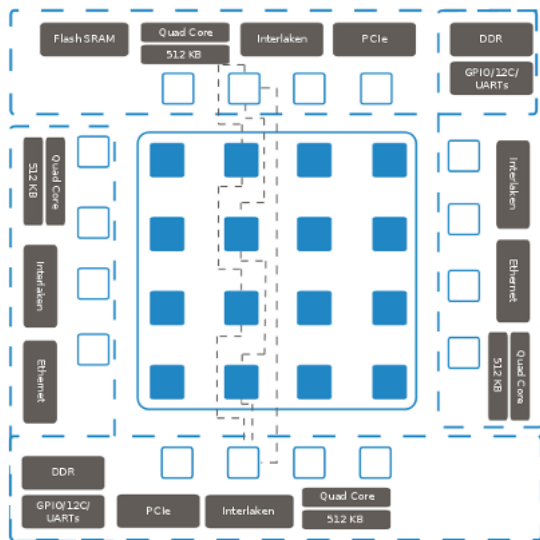 Flash SRAM
Quad Core
512 KB
Interlaken
PCIe
DDR
GPIO/12C/
UARTs
512 KB
Quad Core
Interlaken
Ethernet
Interlaken
Ethernet
512 KB
Quad Core
DDR
GPIO/12C/
UARTs
PCIe
Interlaken
Quad Core
512 KB